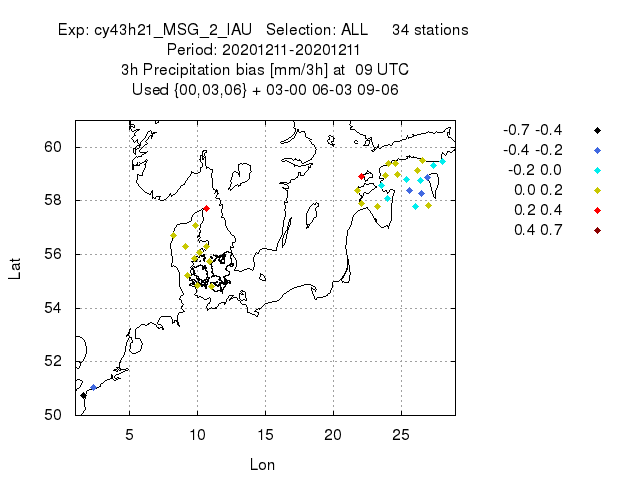 Exp: cy43h21_MSG_2_IAU   Selection: ALL     34 stations
Period: 20201211-20201211
3h Precipitation bias [mm/3h] at  09 UTC
Used {00,03,06} + 03-00 06-03 09-06
-0.7 -0.4
-0.4 -0.2
-0.2 0.0
0.0 0.2
0.2 0.4
0.4 0.7
Lat
60
58
56
54
52
50
5 10 15 20 25
Lon